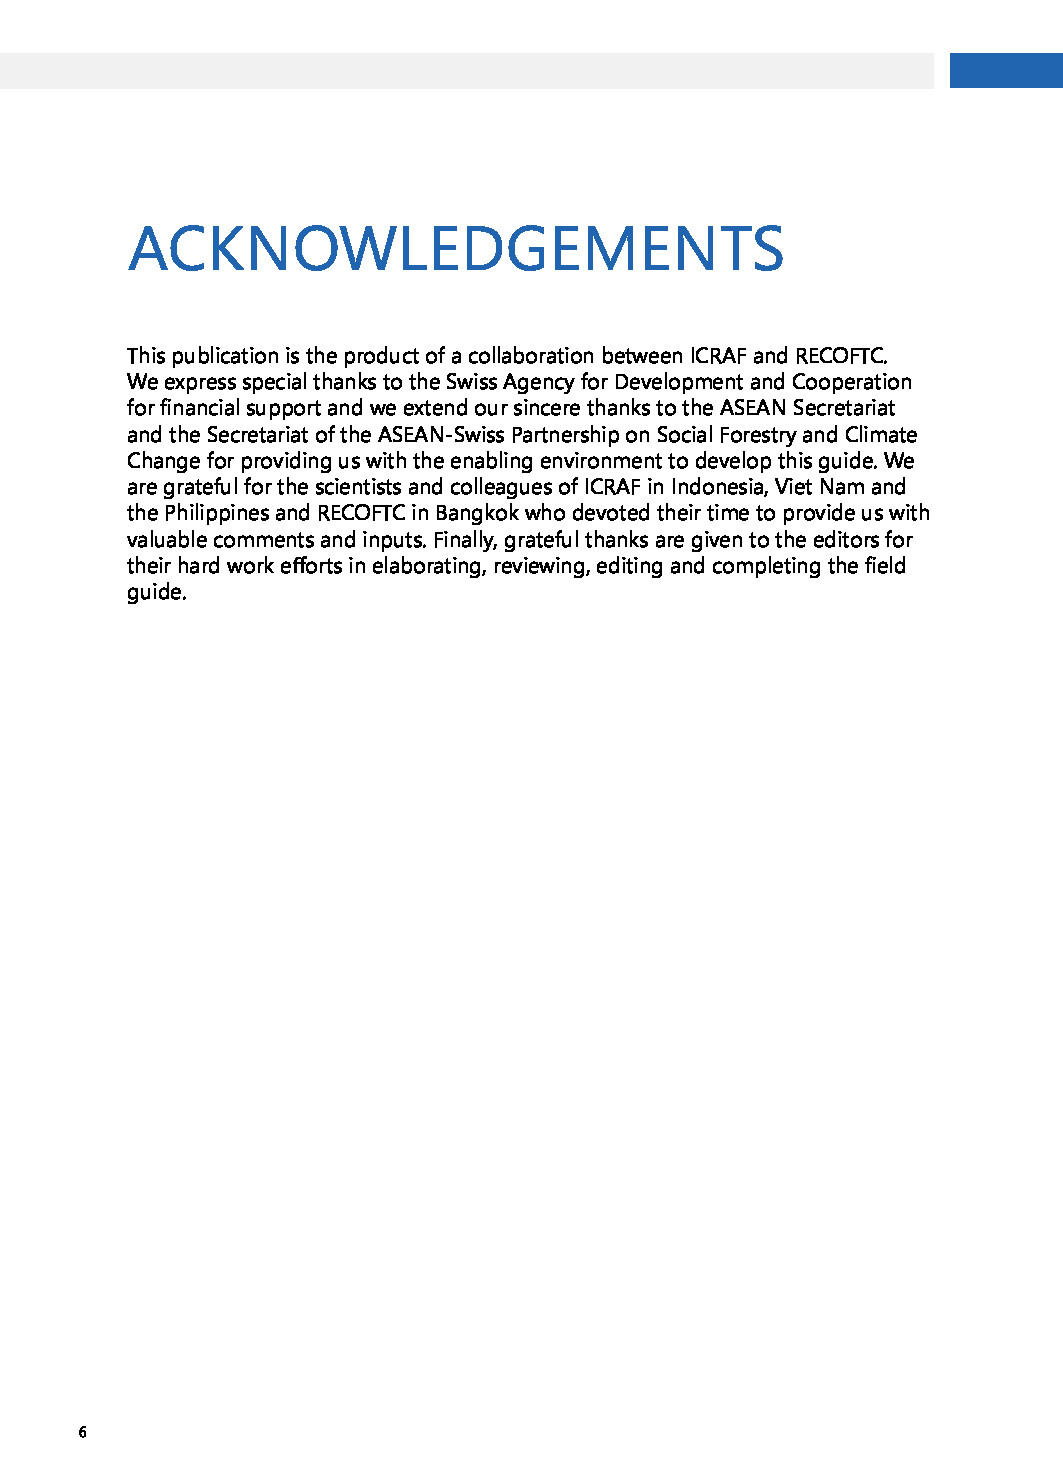 ACKNOWLEDGEMENTS
This publication is the product of a collaboration between ICRAF and RECOFTC.
We express special thanks to the Swiss Agency for Development and Cooperation
for financial support and we extend our sincere thanks to the ASEAN Secretariat
and the Secretariat of the ASEAN-Swiss Partnership on Social Forestry and Climate
Change for providing us with the enabling environment to develop this guide. We
are grateful for the scientists and colleagues of ICRAF in Indonesia, Viet Nam and
the Philippines and RECOFTC in Bangkok who devoted their time to provide us with
valuable comments and inputs. Finally, grateful thanks are given to the editors for
their hard work efforts in elaborating, reviewing, editing and completing the field
guide.
6